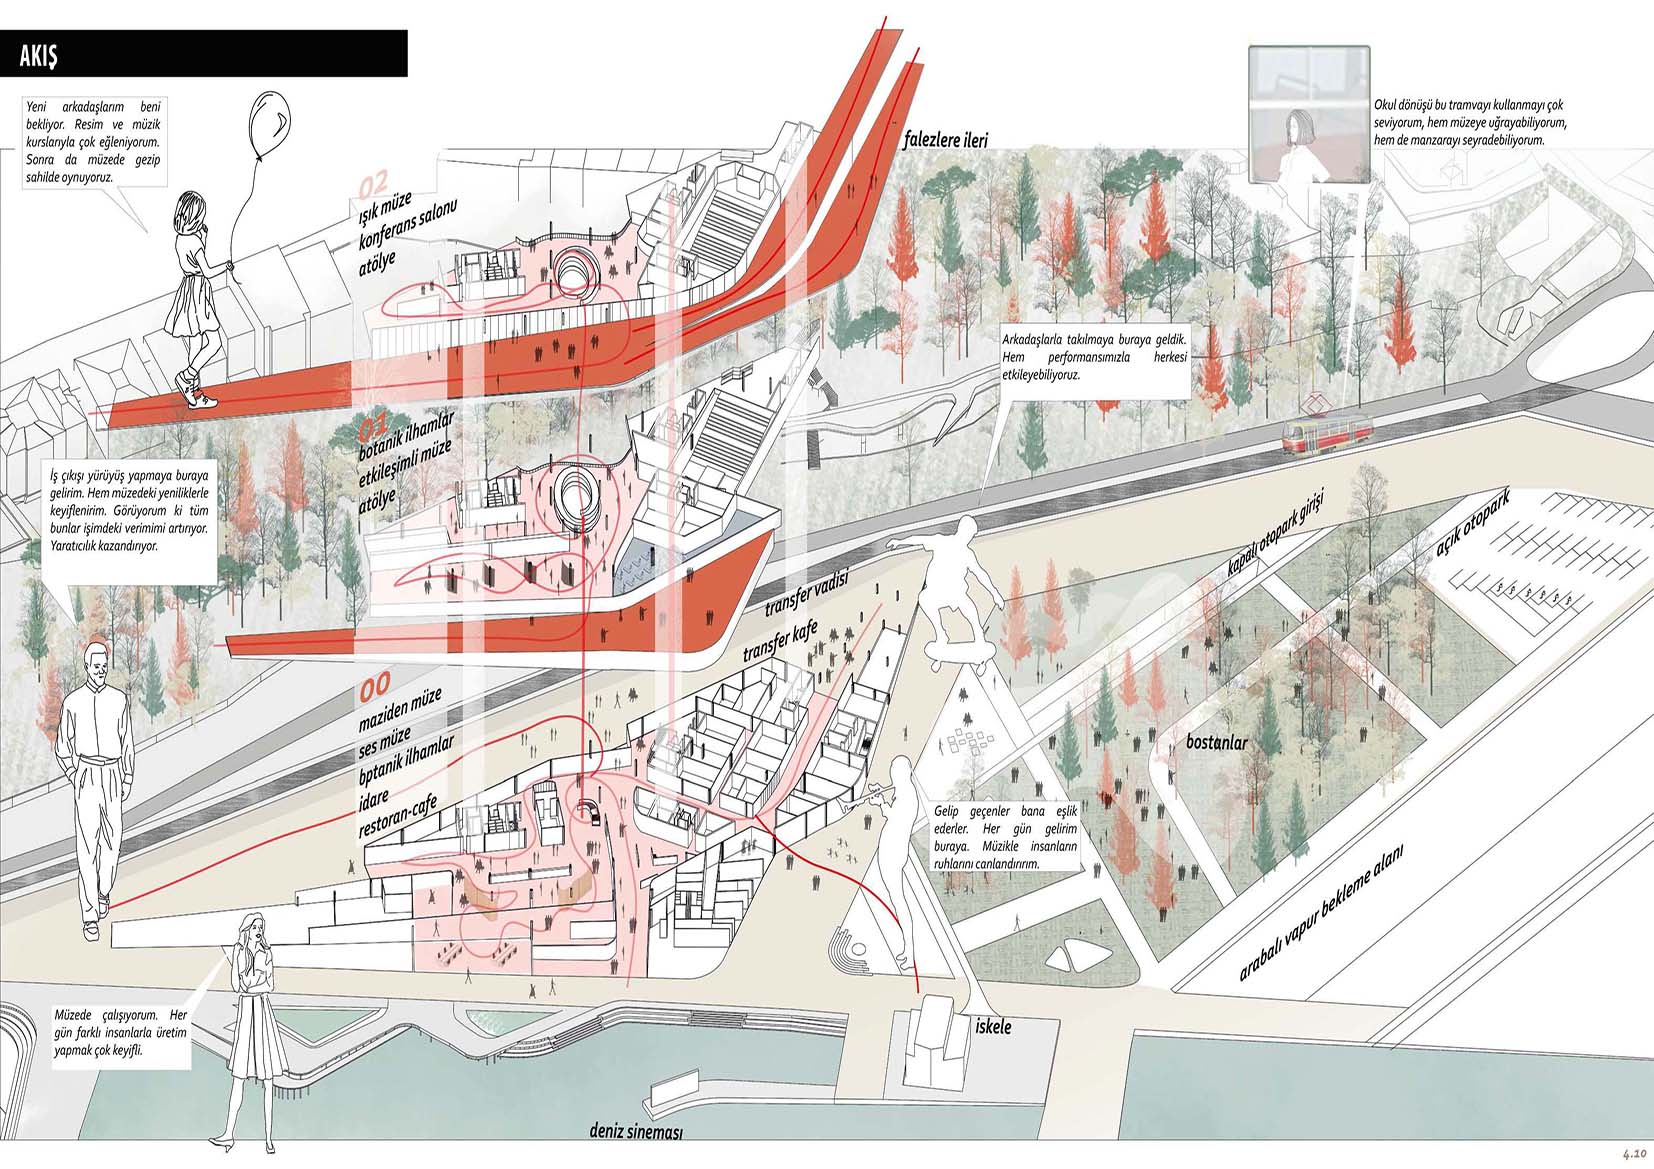 AKIŞ
Yeni arkadaşlarım beni
bekliyor. Resim ve müzik
kurslarıyla çok eğleniyorum.
Sonra da müzede gezip
sahilde oynuyoruz.
Okul dönüşü bu tramvayı kullanmayı çok
seviyorum, hem müzeye uğrayabiliyorum,
hem de manzarayı seyradebiliyorum.
falezlere ileri
02
ışık müze
konferans salonu
atölye
Arkadaşlarla takılmaya buraya geldik.
Hem performansımızla herkesi
etkileyebiliyoruz.
01
botanik ilhamlar
etkileşimli müze
atölye
İş çıkışı yürüyüş yapmaya buraya
gelirim. Hem müzedeki yeniliklerle
keyiflenirim. Görüyorum ki tüm
bunlar işimdeki verimimi artırıyor.
Yaratıcılık kazandırıyor.
kapalı otopark girişi
açık otopark
transfer vadisi
transfer kafe
00
maziden müze
ses müze
bptanik ilhamlar
idare
restoran-cafe
bostanlar
Gelip geçenler bana eşlik
ederler. Her gün gelirim
buraya. Müzikle insanların
ruhlarını canlandırırım.
arabalı vapur bekleme alanı
Müzede çalışıyorum. Her
gün farklı insanlarla üretim
yapmak çok keyifli.
iskele
deniz sineması
4.10